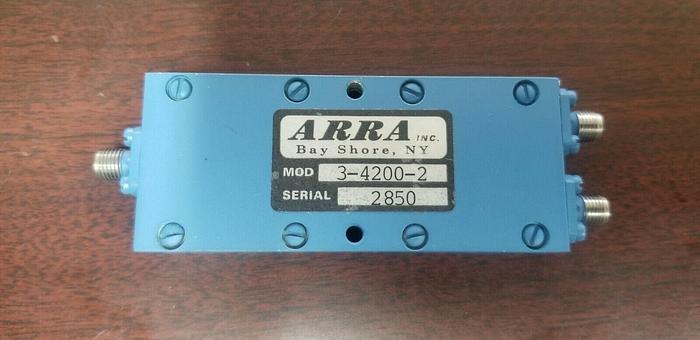 ARRA INC.
Bay Shore, NY
MOD 3-4200-2
SERIAL 2850